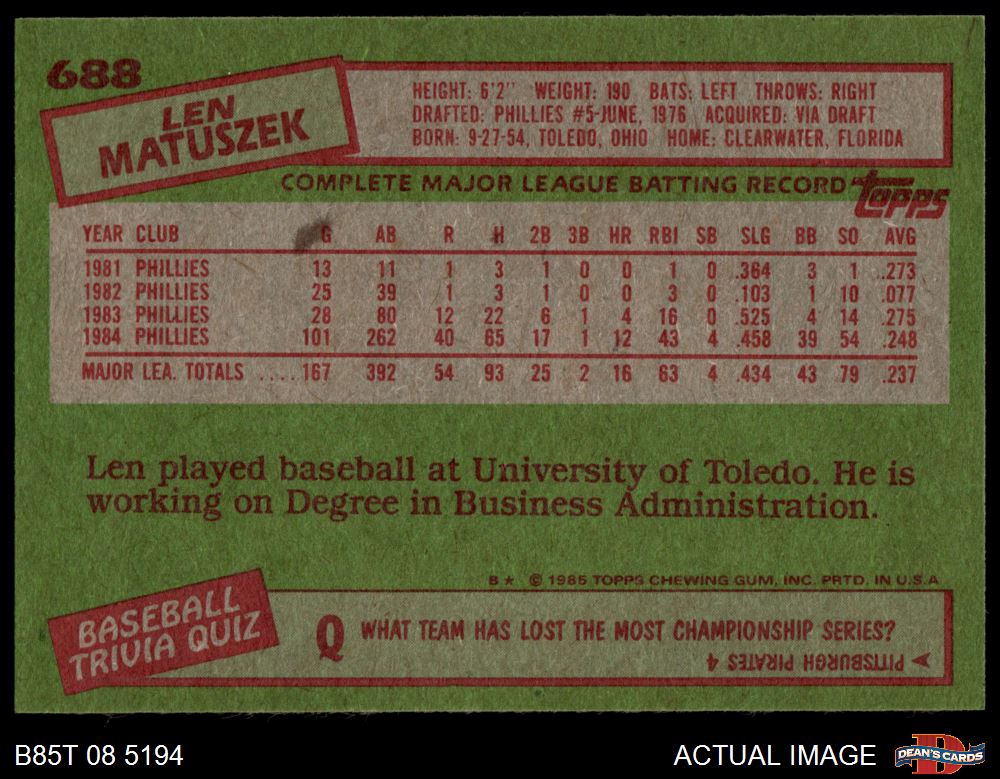 688
LEN
MATUSZEK
HEIGHT: 6'2" WEIGHT: 190 BATS: LEFT THROWS: RIGHT
DRAFTED: PHILLIES #5-JUNE, 1976 ACQUIRED: VIA DRAFT
BORN: 9-27-54, TOLEDO, OHIO HOME: CLEARWATER, FLORIDA
COMPLETE MAJOR LEAGUE BATTING RECORD topps
YEAR CLUB G AB R H 2B 3B HR RBI SB SLG BB SO AVG
1981 PHILLIES 13 11 1 3 1 0 0 1 0 .364 3 1 .273
1982 PHILLIES 25 39 1 3 1 0 0 3 0 .103 1 10 .077
1983 PHILLIES 28 80 12 22 6 1 4 16 0 .525 4 14 .275
1984 PHILLIES 101 262 40 65 17 1 12 43 4 .458 39 54 .248
MAJOR LEA. TOTALS .... 167 392 54 93 25 2 16 63 4 .434 43 79 .237
Len played baseball at University of Toledo. He is
working on Degree in Business Administration.
B★ © 1985 TOPPS CHEWING GUM, INC. PRTD. IN U.S.A
BASEBALL
TRIVIA QUIZ
Q WHAT TEAM HAS LOST THE MOST CHAMPIONSHIP SERIES?
PITTSBURGH PIRATES 4
B85T 08 5194
ACTUAL IMAGE
D
DEAN'S CARDS